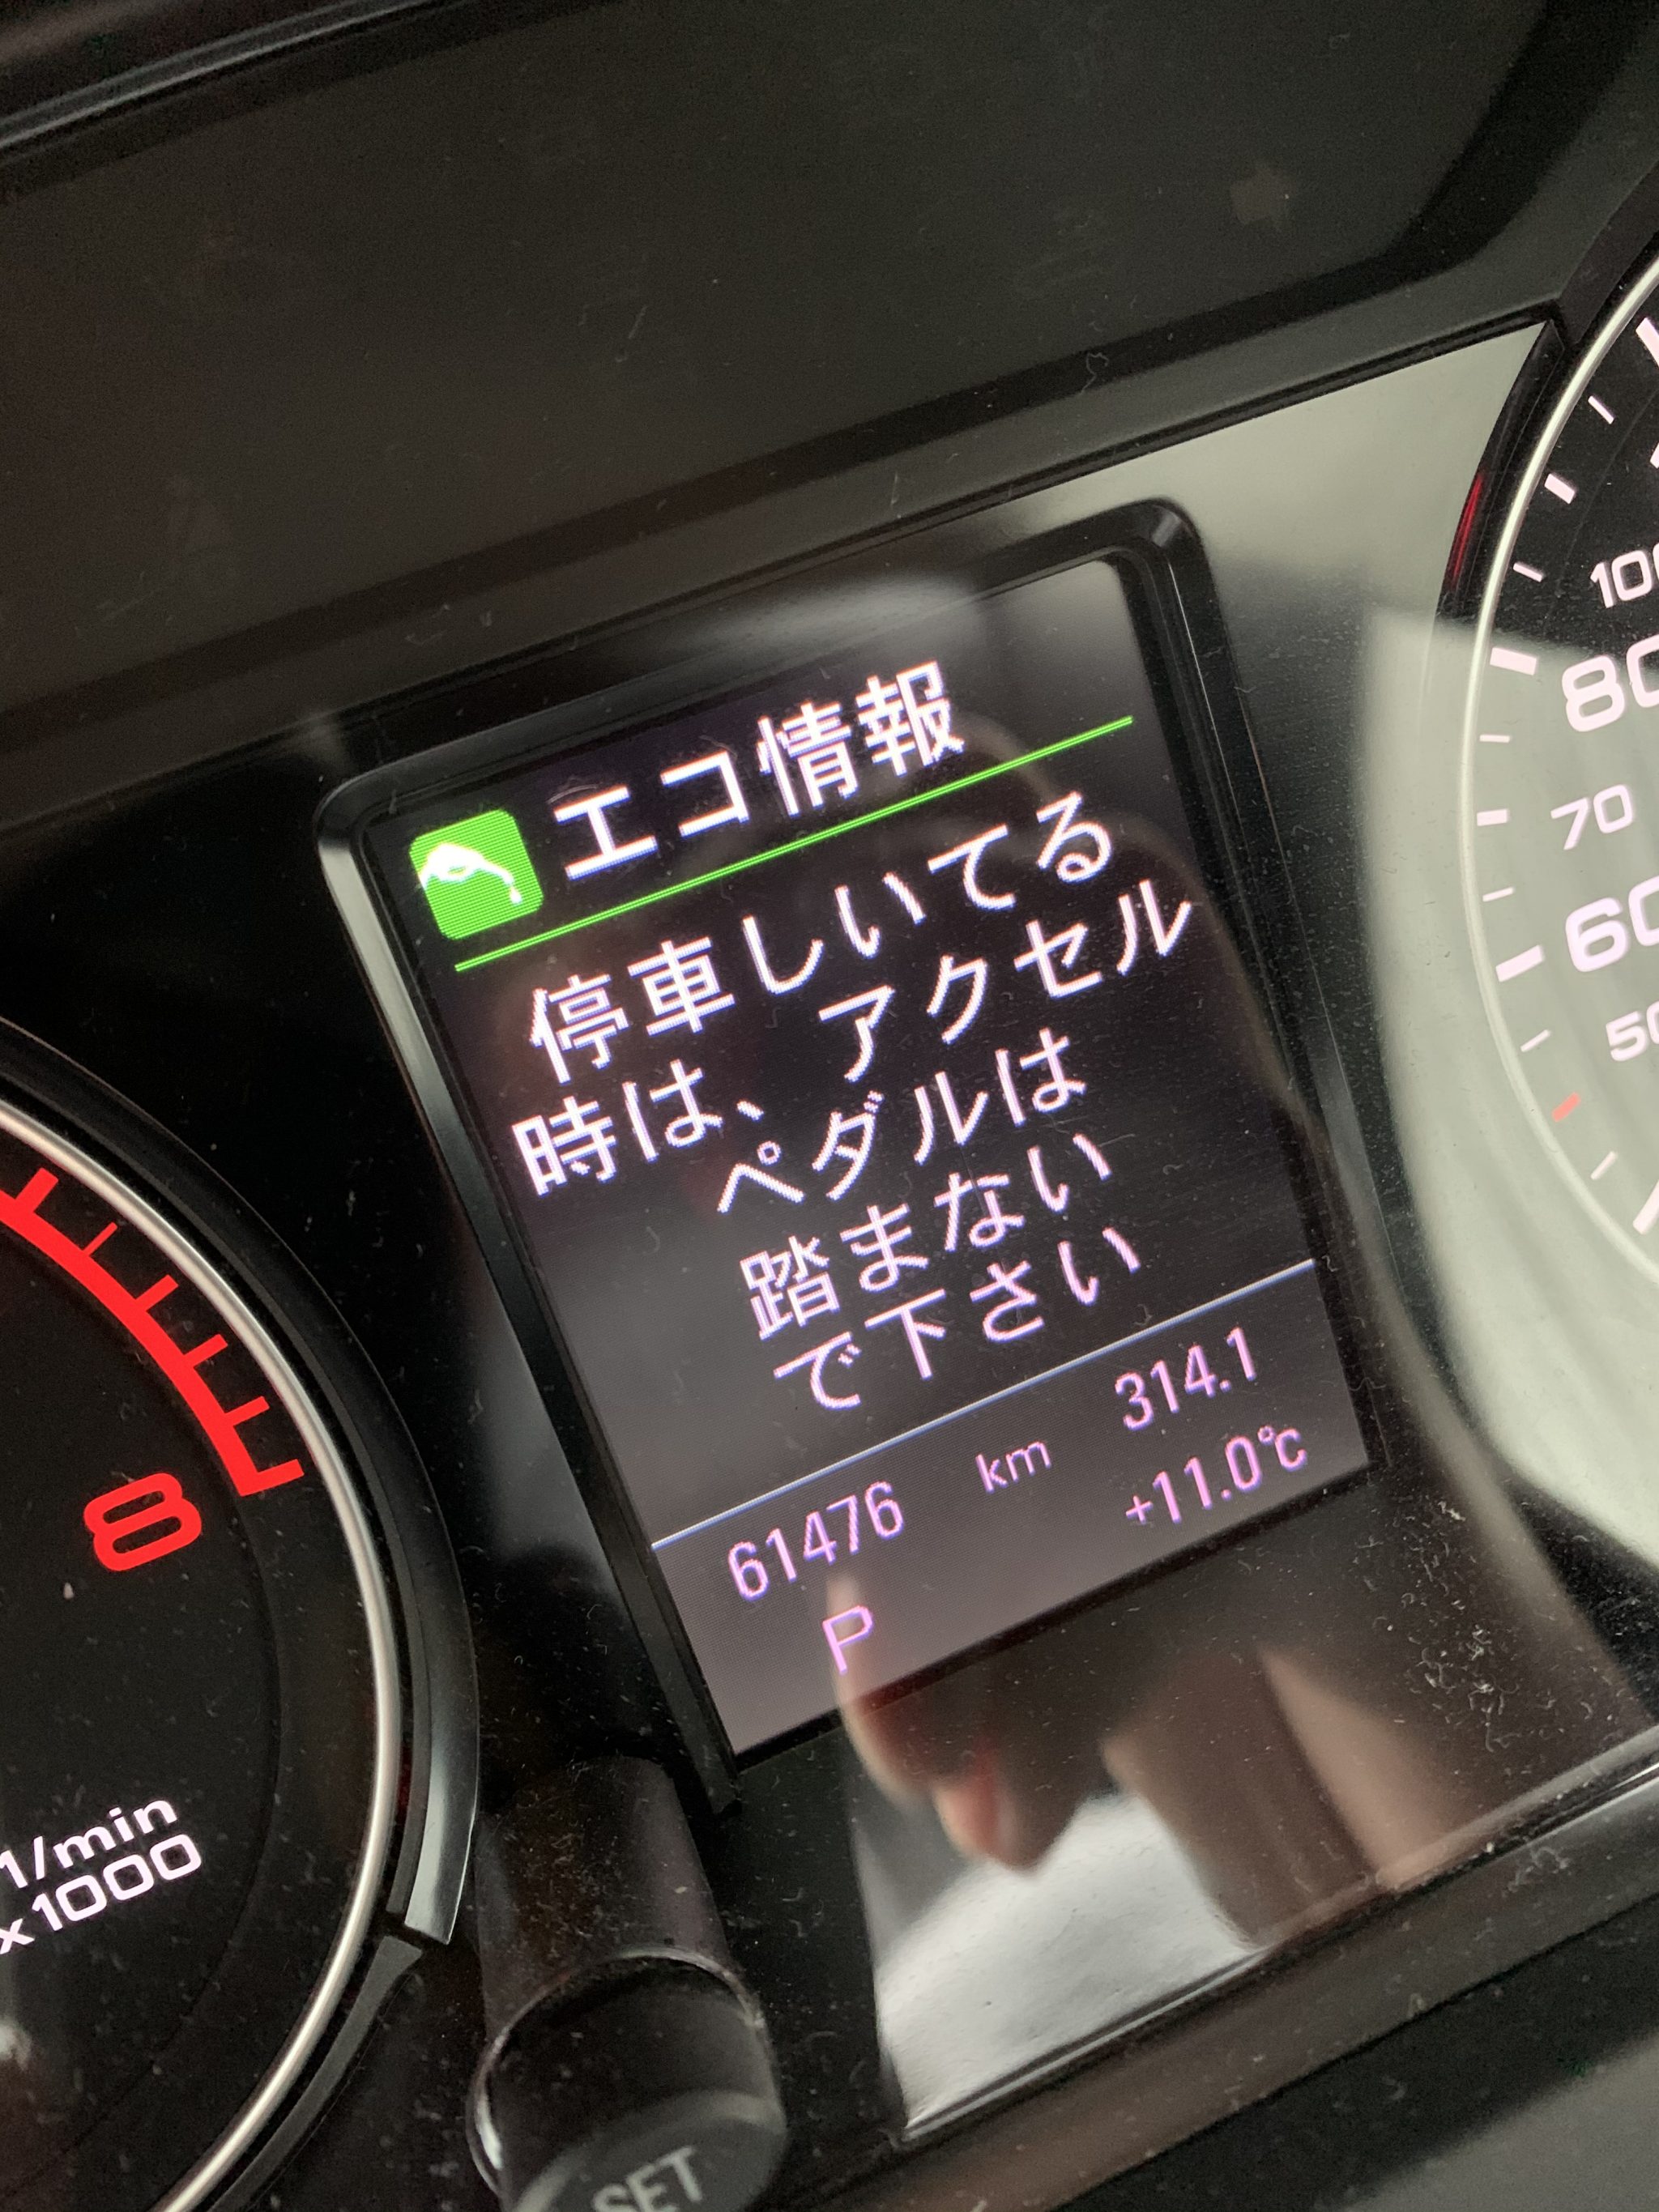 エコ情報
停車しいてる
時は、アクセル
ペダルは
踏まない
で下さい
61476 km 314.1
P +11.0°C
8
1/min
x1000
SET
100
80
70
60
50